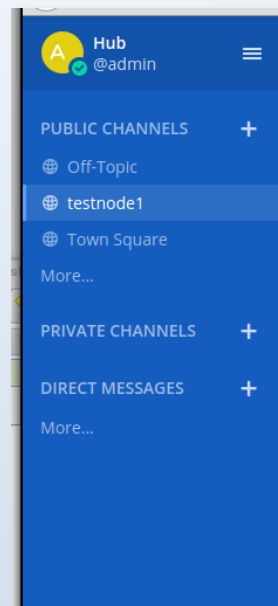 A
Hub
@admin
PUBLIC CHANNELS +
Off-Topic
testnode1
Town Square
More...
PRIVATE CHANNELS +
DIRECT MESSAGES +
More...